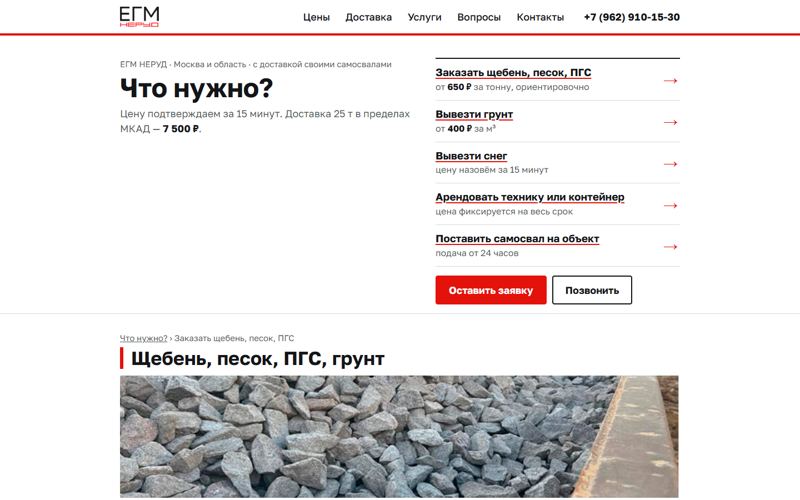 ЕГМ
НЕРУД
Цены Доставка Услуги Вопросы Контакты +7 (962) 910-15-30
ЕГМ НЕРУД · Москва и область · с доставкой своими самосвалами
Что нужно?
Цену подтверждаем за 15 минут. Доставка 25 т в пределах
МКАД — 7 500 ₽.
Заказать щебень, песок, ПГС →
от 650 ₽ за тонну, ориентировочно
Вывезти грунт →
от 400 ₽ за м³
Вывезти снег →
цену назовём за 15 минут
Арендовать технику или контейнер →
цена фиксируется на весь срок
Поставить самосвал на объект →
подача от 24 часов
Оставить заявку Позвонить
Что нужно? › Заказать щебень, песок, ПГС
Щебень, песок, ПГС, грунт